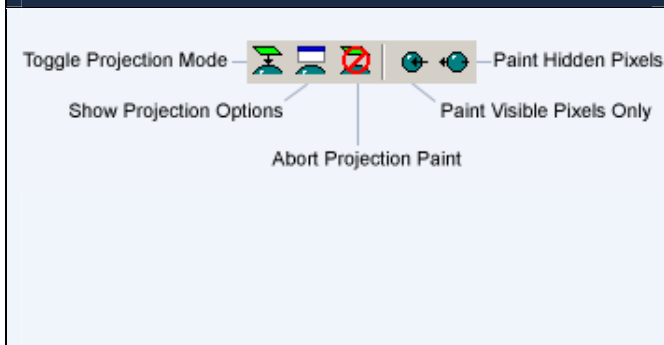 Toggle Projection Mode
Paint Hidden Pixels
Show Projection Options
Paint Visible Pixels Only
Abort Projection Paint